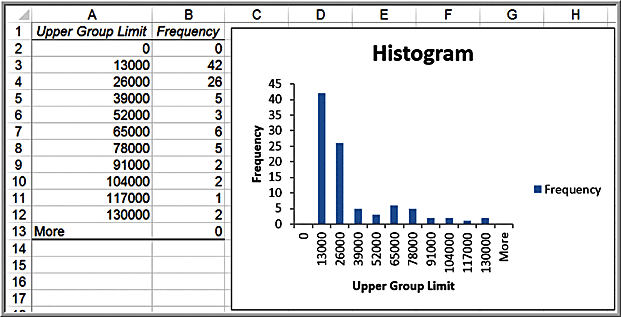 A B C D E F G H
1 Upper Group Limit Frequency
2 0 0
3 13000 42
4 26000 26
5 39000 5
6 52000 3
7 65000 6
8 78000 5
9 91000 2
10 104000 2
11 117000 1
12 130000 2
13 More 0
14
15
16
17
Histogram
45
40
35
30
25
20
15
10
5
0
Frequency
0 13000 26000 39000 52000 65000 78000 91000 104000 117000 130000 More
Upper Group Limit
Frequency